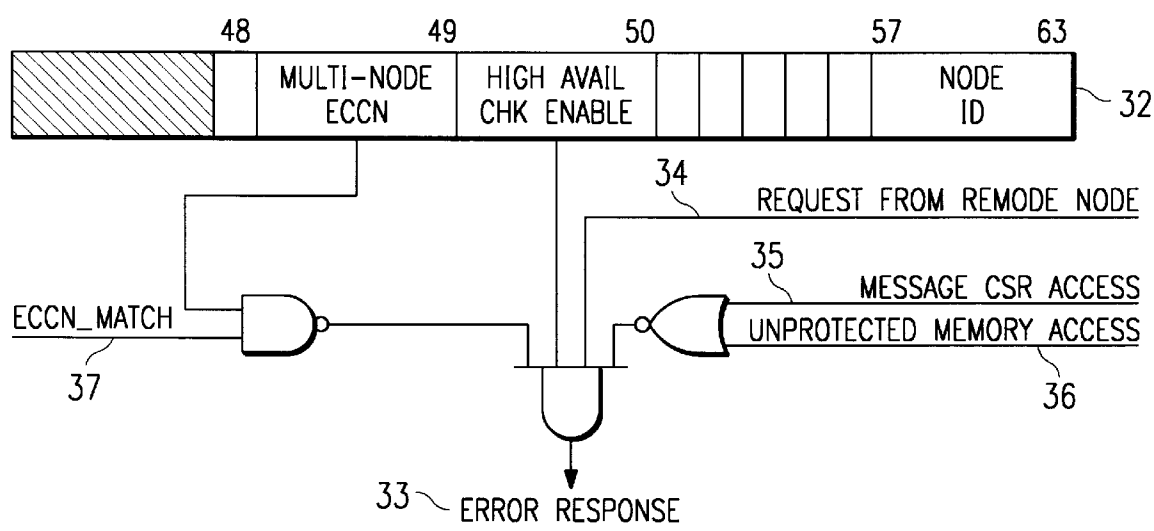 48 49 50 57 63
MULTI-NODE
ECCN
HIGH AVAIL
CHK ENABLE
NODE
ID
32
34
REQUEST FROM REMODE NODE
35
MESSAGE CSR ACCESS
ECCN_MATCH
UNPROTECTED MEMORY ACCESS
37
36
33
ERROR RESPONSE